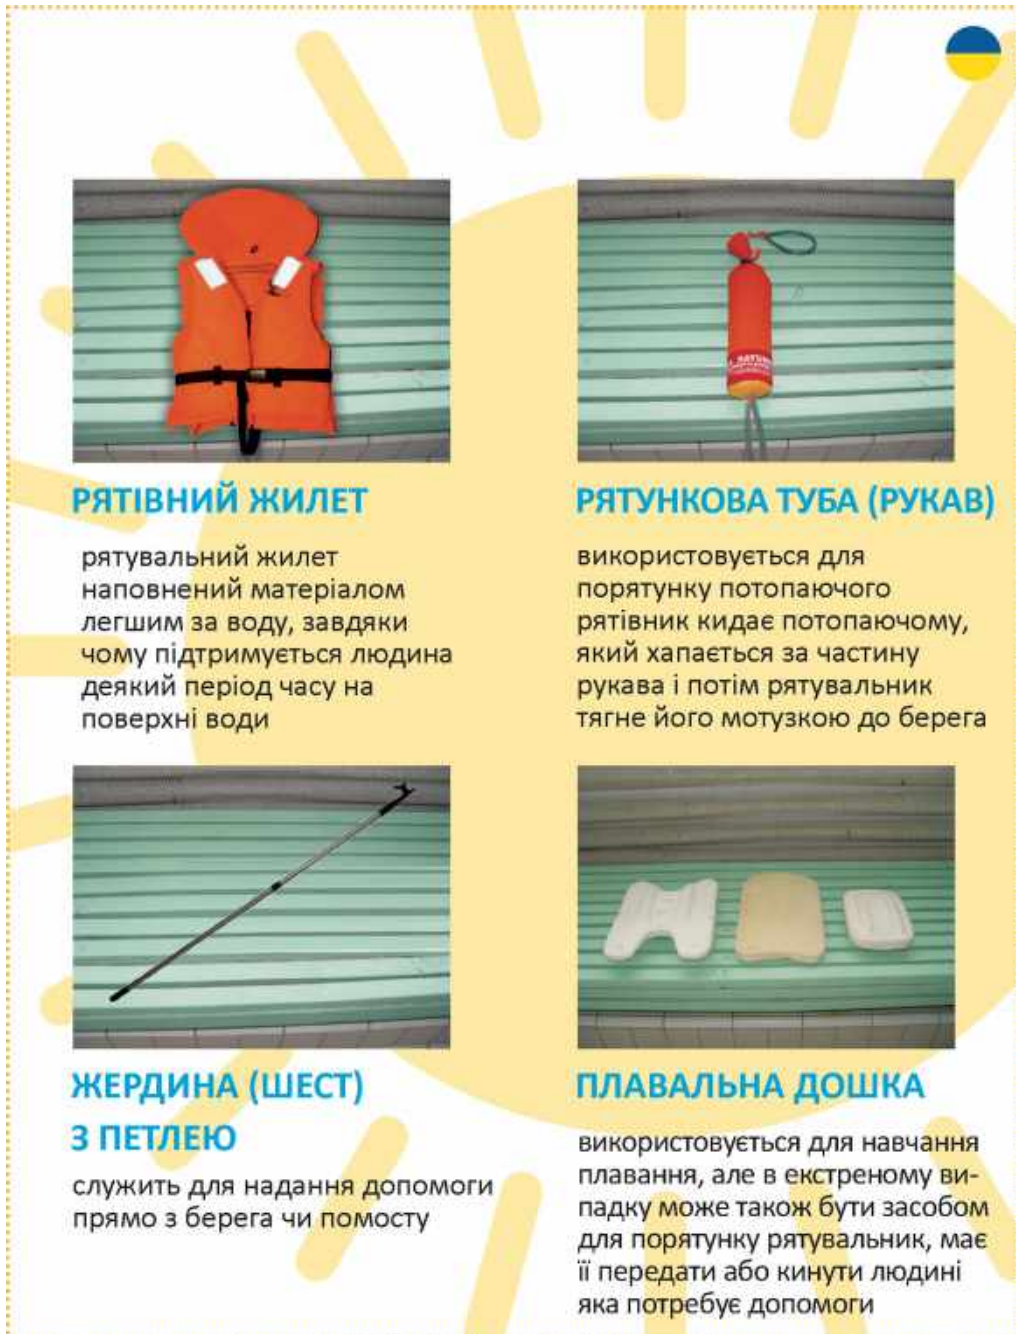 РЯТІВНИЙ ЖИЛЕТ
рятувальний жилет
наповнений матеріалом
легшим за воду, завдяки
чому підтримується людина
деякий період часу на
поверхні води
РЯТУНКОВА ТУБА (РУКАВ)
використовується для
порятунку потопаючого
рятівник кидає потопаючому,
який хапається за частину
рукава і потім рятувальник
тягне його мотузкою до берега
ЖЕРДИНА (ШЕСТ)
З ПЕТЛЕЮ
служить для надання допомоги
прямо з берега чи помосту
ПЛАВАЛЬНА ДОШКА
використовується для навчання
плавання, але в екстреному ви-
падку може також бути засобом
для порятунку рятувальник, має
її передати або кинути людині
яка потребує допомоги